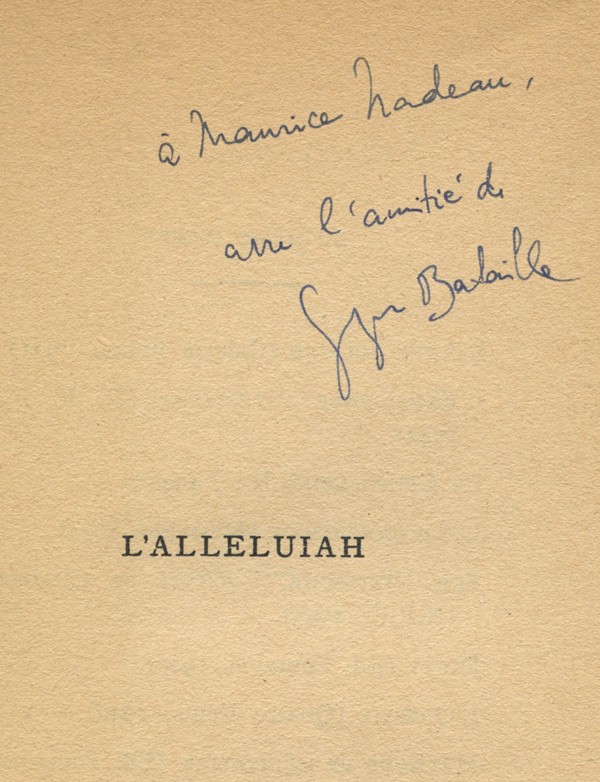 à Maurice Nadeau,
avec l'amitié de
Georges Bataille
L'ALLELUIAH